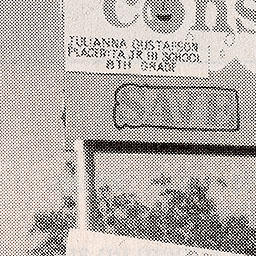 Cons
JULIANNA GUSTAFSON
PLACERITA JR HI SCHOOL
8TH GRADE